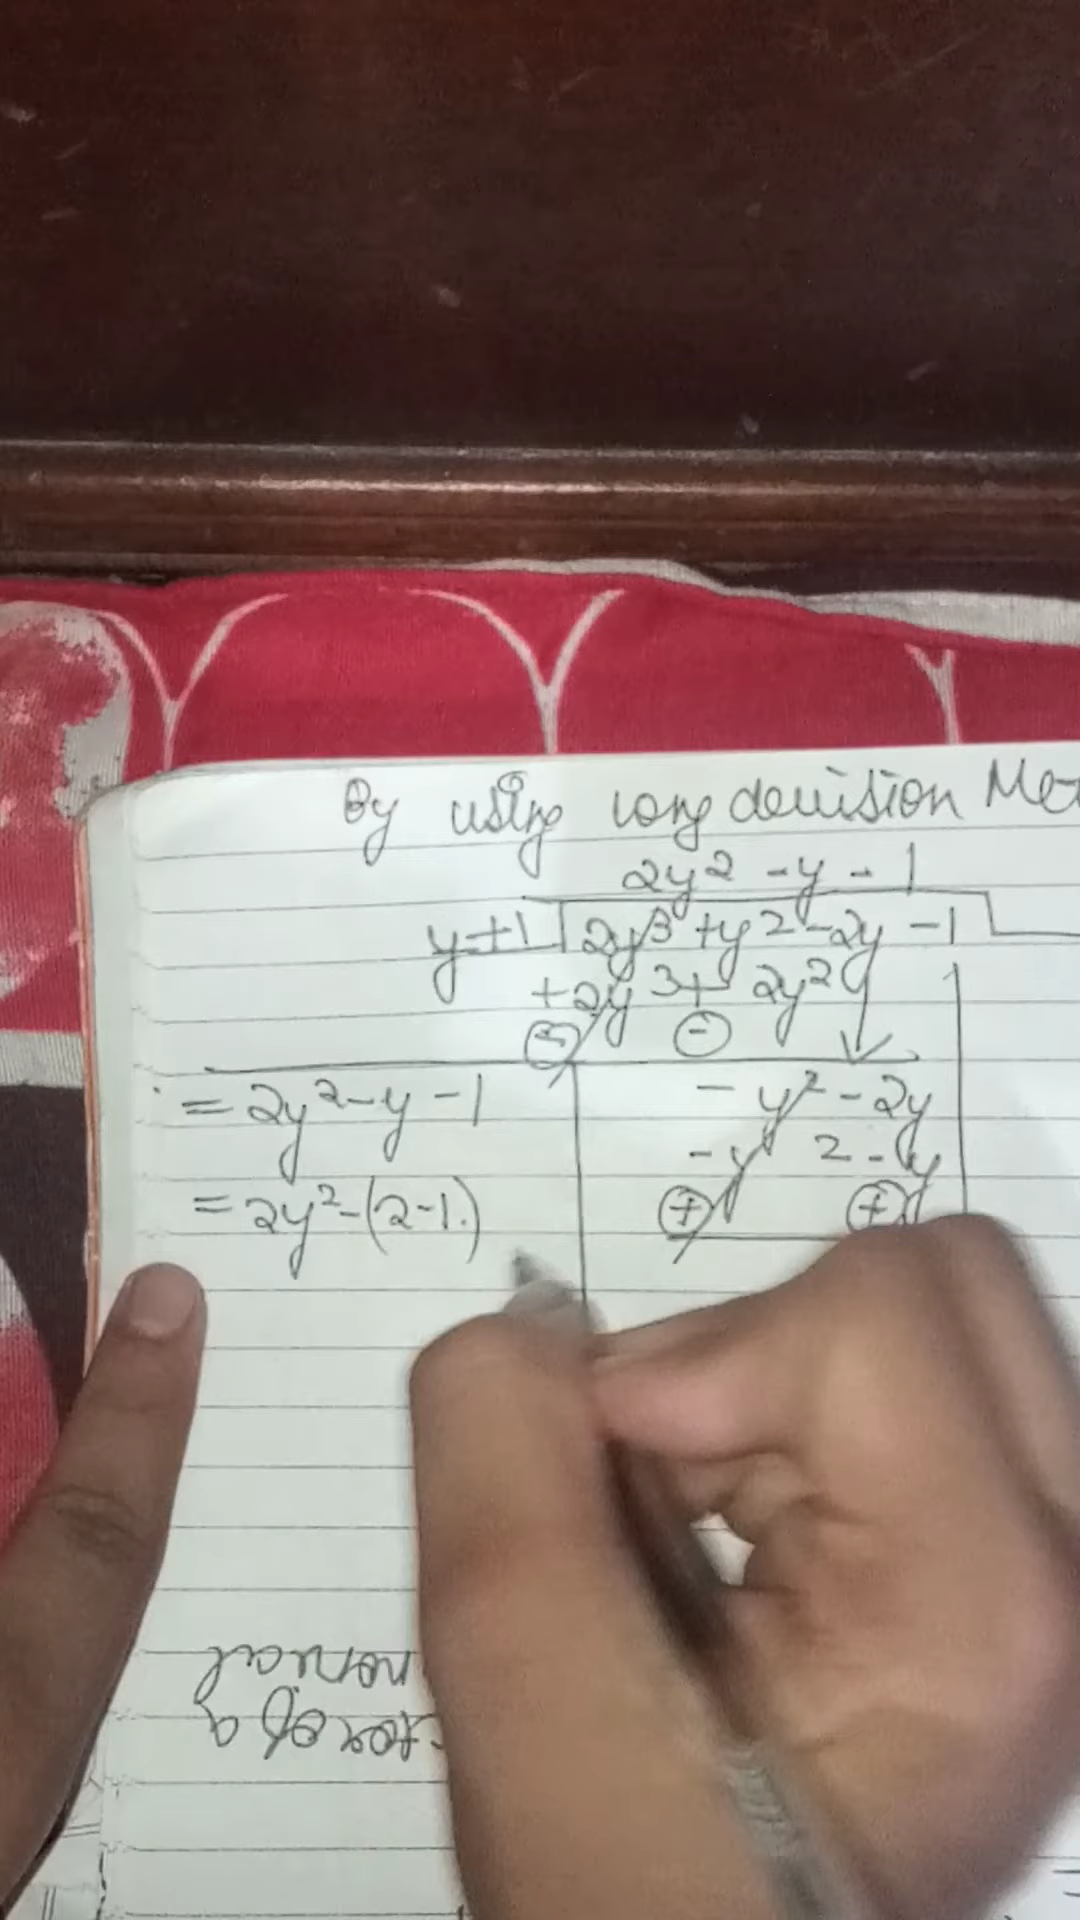 By using long devision
2y² - y - 1
y+1 2y³ + y² - 2y - 1
+2y³ + 2y²
(-) (-)
- y² - 2y
- y² - y
(+) (+)
= 2y² - y - 1
= 2y² - (2-1.)